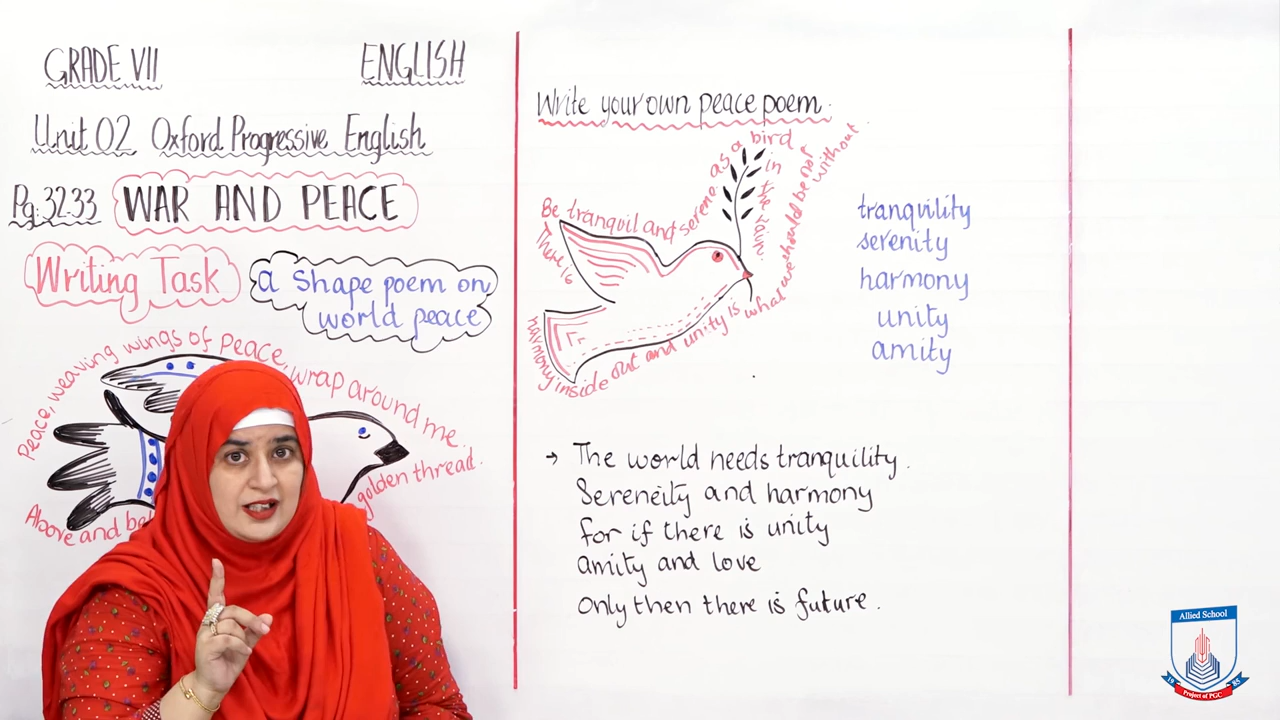 GRADE VII
ENGLISH
Unit 02 Oxford Progressive English
Pg: 32-33 WAR AND PEACE
Writing Task
a Shape poem on
world peace
Peace, weaving wings of peace, wrap around me.
Above and bel
golden thread.
Write your own peace poem.
Be tranquil and serene as a bird
in the rain.
There is
harmony inside out and unity is what we should be not
without
tranquility
serenity
harmony
unity
amity
→ The world needs tranquility.
Sereneity and harmony
for if there is unity
amity and love
only then there is future.
Allied School
19 85
Project of PGC